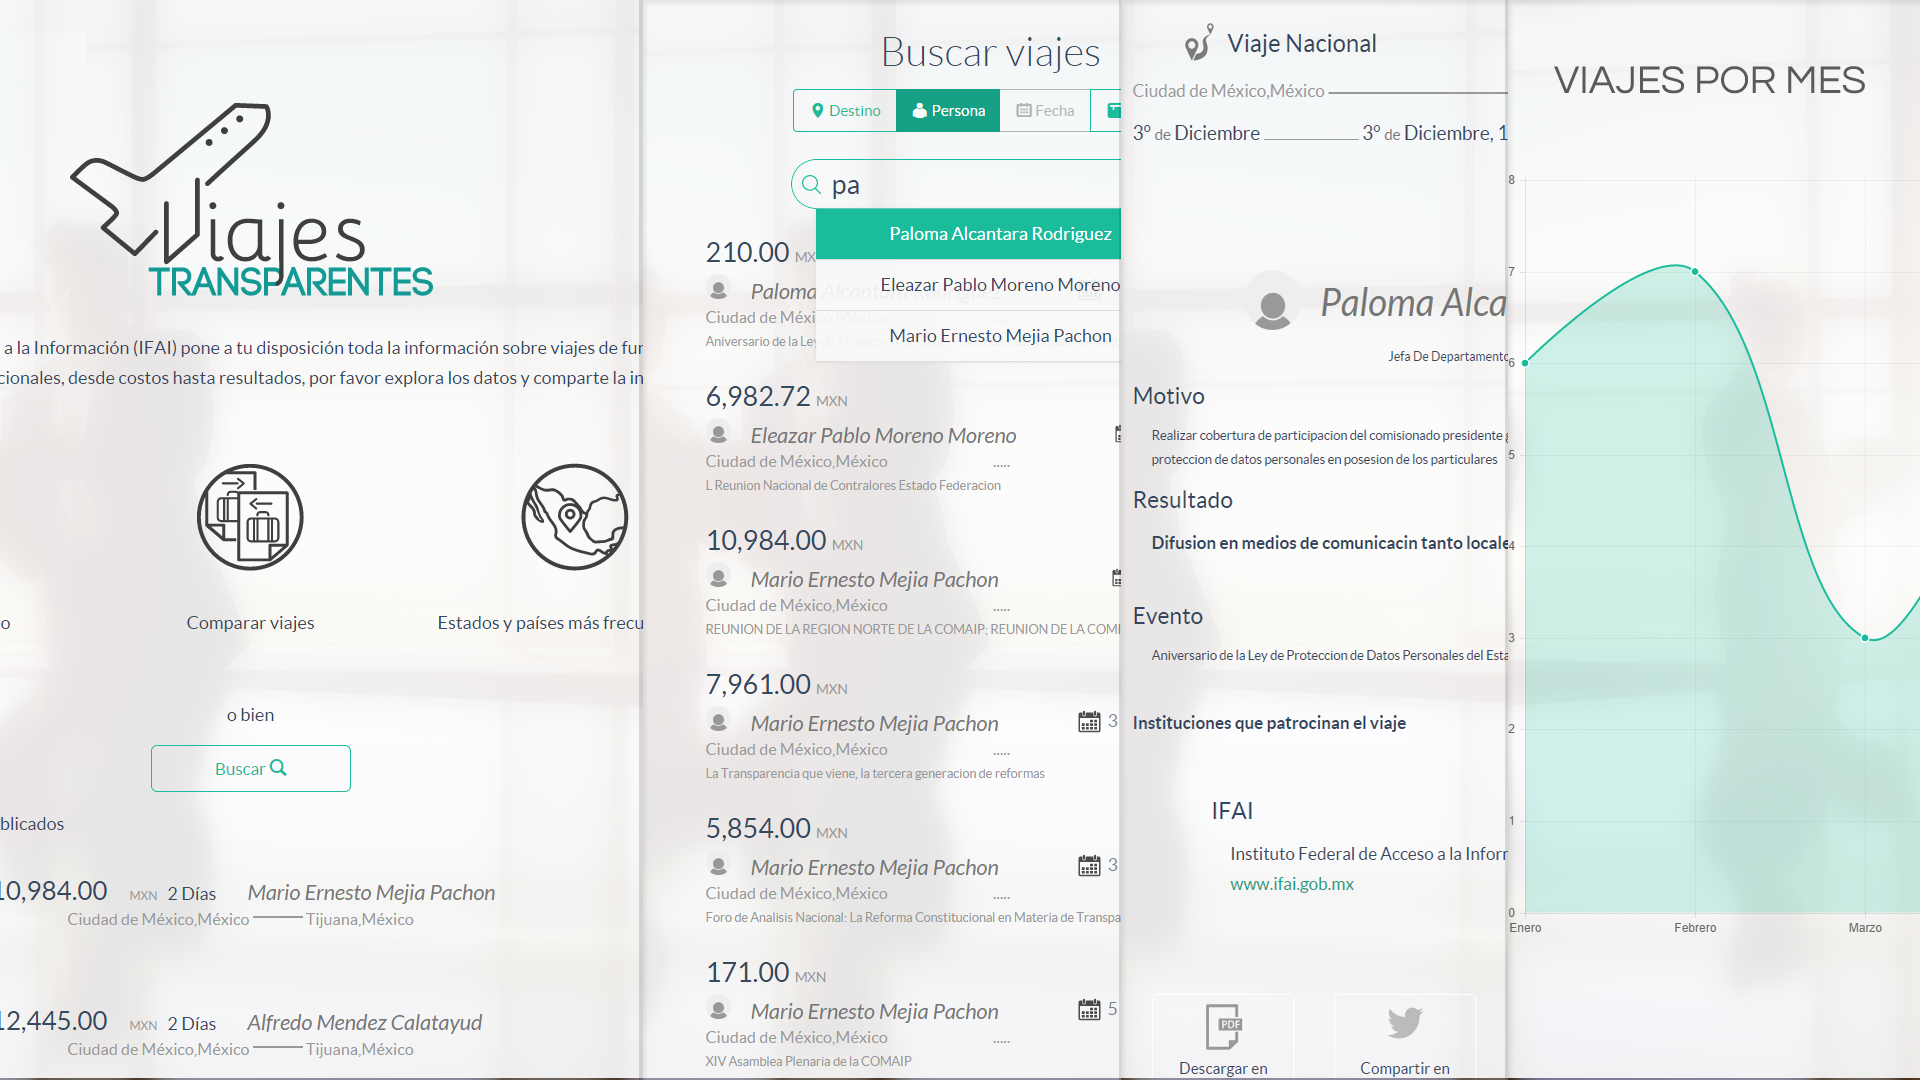 Viajes
TRANSPARENTES
a la Información (IFAI) pone a tu disposición toda la información sobre viajes de fur
cionales, desde costos hasta resultados, por favor explora los datos y comparte la in
o
Comparar viajes
Estados y países más frecu
o bien
Buscar
blicados
10,984.00 MXN 2 Días Mario Ernesto Mejia Pachon
Ciudad de México,México Tijuana,México
12,445.00 MXN 2 Días Alfredo Mendez Calatayud
Ciudad de México,México Tijuana,México
Buscar viajes
Destino Persona Fecha
pa
Paloma Alcantara Rodriguez
Eleazar Pablo Moreno Moreno
Mario Ernesto Mejia Pachon
210.00 MX
Paloma Alcantara Rodriguez
Ciudad de México
Aniversario de la Ley
6,982.72 MXN
Eleazar Pablo Moreno Moreno
Ciudad de México,México .....
L Reunion Nacional de Contralores Estado Federacion
10,984.00 MXN
Mario Ernesto Mejia Pachon
Ciudad de México,México .....
REUNION DE LA REGION NORTE DE LA COMAIP; REUNION DE LA COMI
7,961.00 MXN
Mario Ernesto Mejia Pachon 3
Ciudad de México,México .....
La Transparencia que viene, la tercera generacion de reformas
5,854.00 MXN
Mario Ernesto Mejia Pachon 3
Ciudad de México,México .....
Foro de Analisis Nacional: La Reforma Constitucional en Materia de Transpa
171.00 MXN
Mario Ernesto Mejia Pachon 5
Ciudad de México,México .....
XIV Asamblea Plenaria de la COMAIP
Viaje Nacional
Ciudad de México,México
3º de Diciembre 3º de Diciembre, 1
Paloma Alca
Jefa De Departamento
Motivo
Realizar cobertura de participacion del comisionado presidente
proteccion de datos personales en posesion de los particulares
Resultado
Difusion en medios de comunicacin tanto locale
Evento
Aniversario de la Ley de Proteccion de Datos Personales del Esta
Instituciones que patrocinan el viaje
IFAI
Instituto Federal de Acceso a la Infor
www.ifai.gob.mx
PDF
Descargar en
Compartir en
VIAJES POR MES
8
7
6
5
4
3
2
1
0
Enero Febrero Marzo